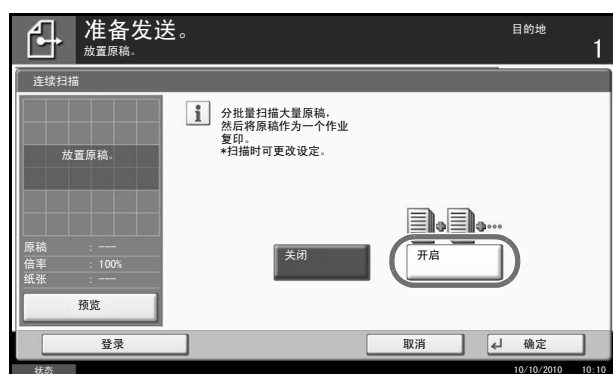 准备发送。
放置原稿。
目的地
1
连续扫描
放置原稿。
原稿 : ---
倍率 : 100%
纸张 : ---
预览
i
分批量扫描大量原稿，
然后将原稿作为一个作业
复印。
*扫描时可更改设定。
关闭
开启
登录
取消
确定
状态
10/10/2010 10:10